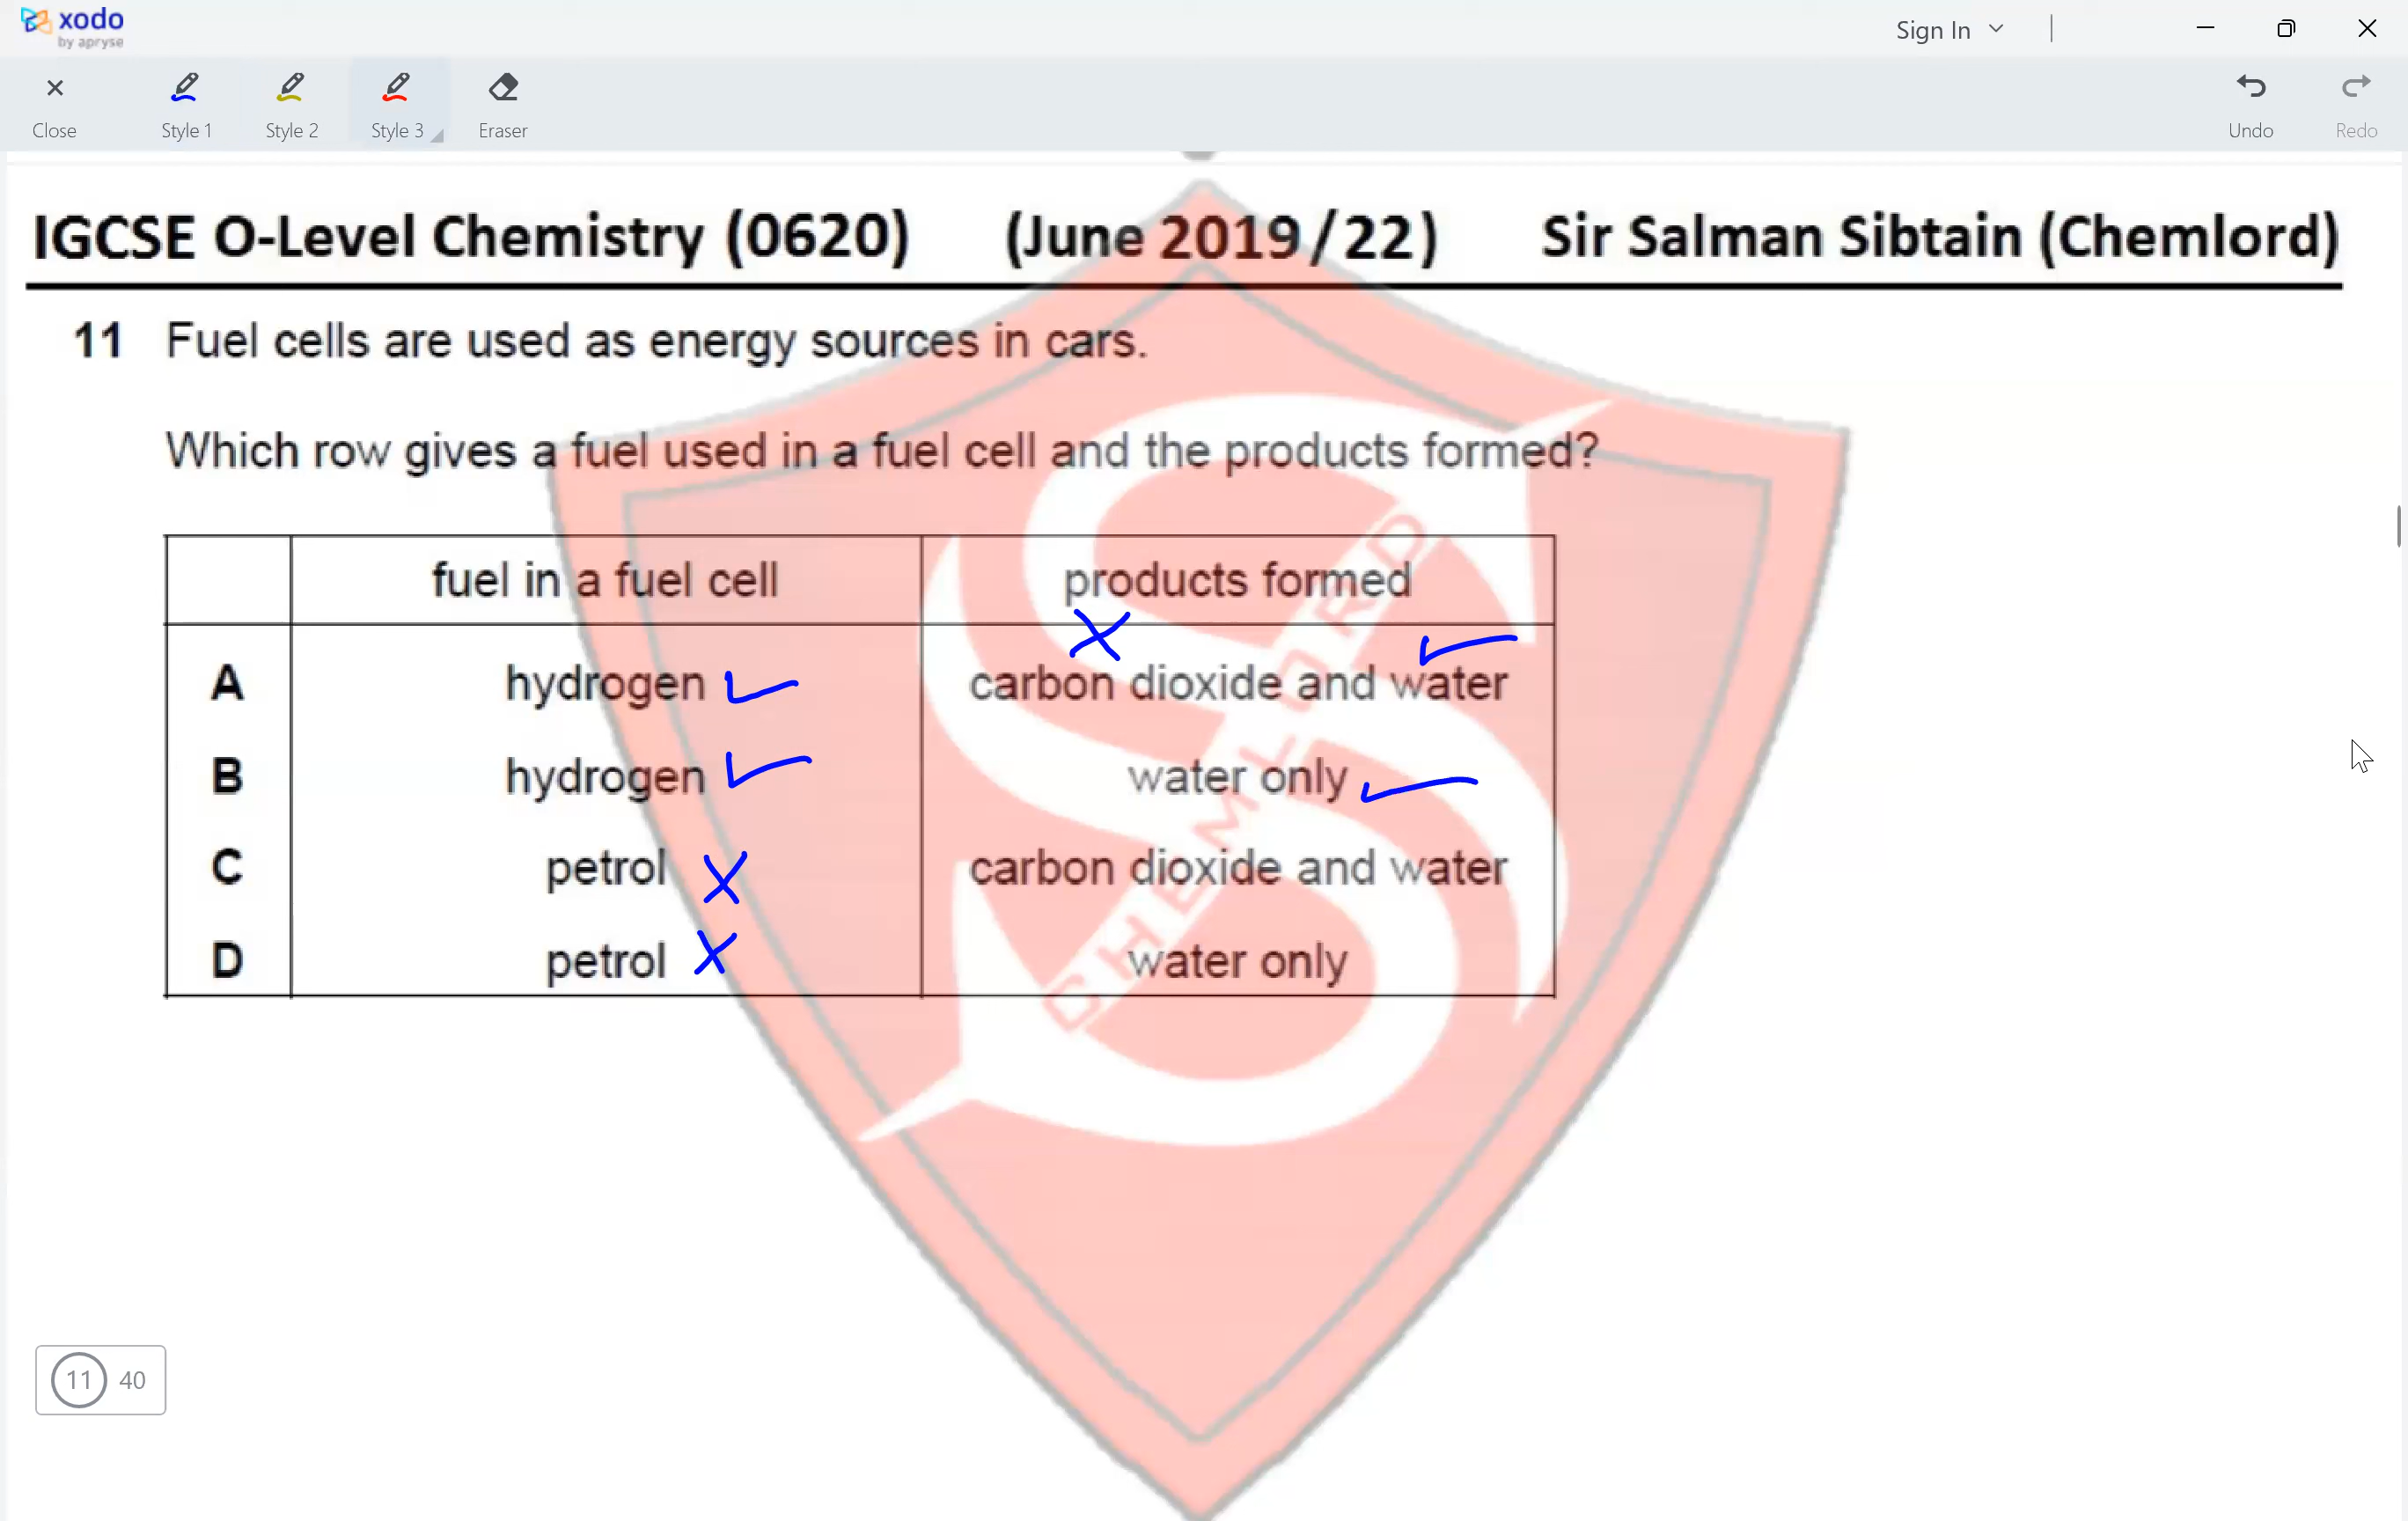 xodo
by apryse
Sign In
Close
Style 1
Style 2
Style 3
Eraser
Undo
Redo
IGCSE O-Level Chemistry (0620) (June 2019/22) Sir Salman Sibtain (Chemlord)
11 Fuel cells are used as energy sources in cars.
Which row gives a fuel used in a fuel cell and the products formed?
fuel in a fuel cell products formed
A hydrogen carbon dioxide and water
B hydrogen water only
C petrol carbon dioxide and water
D petrol water only
CHEMLORD
11 40